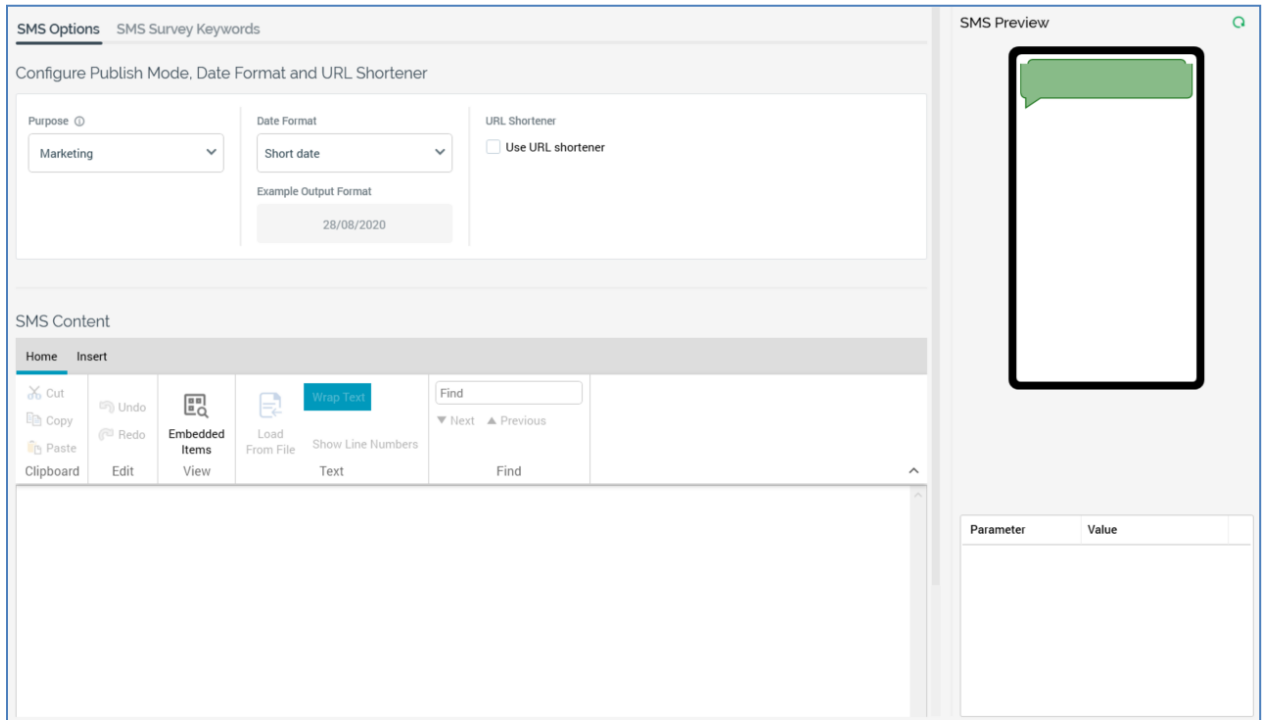 SMS Options SMS Survey Keywords
Configure Publish Mode, Date Format and URL Shortener
Purpose
Marketing
Date Format
Short date
Example Output Format
28/08/2020
URL Shortener
Use URL shortener
SMS Content
Home Insert
Cut
Copy
Paste
Clipboard
Undo
Redo
Edit
Embedded
Items
View
Load
From File
Wrap Text
Show Line Numbers
Text
Find
Next Previous
Find
SMS Preview
Parameter Value